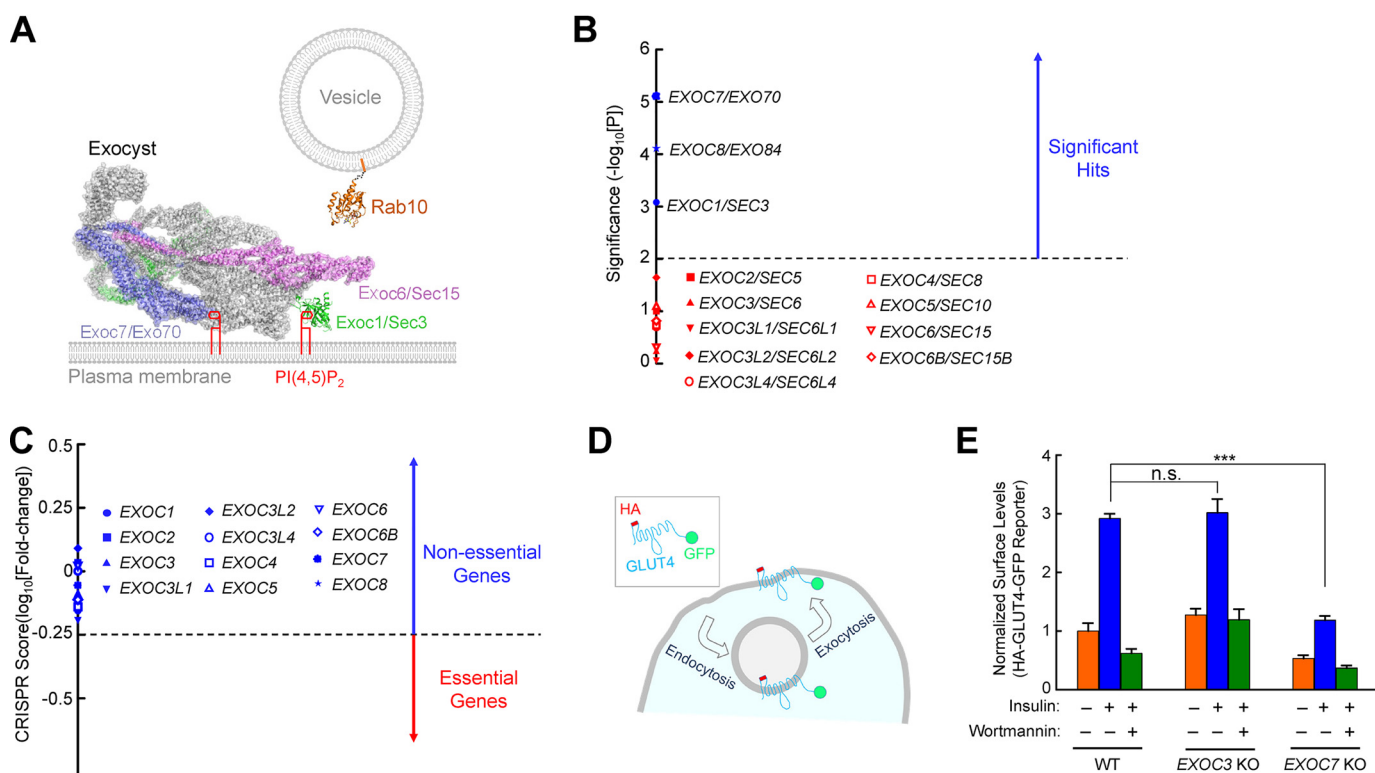 A
Vesicle
Exocyst
Rab10
Exoc6/Sec15
Exoc7/Exo70
Exoc1/Sec3
Plasma membrane
PI(4,5)P2
B
Significance (-log10[P])
6
5
4
3
2
1
0
EXOC7/EXO70
EXOC8/EXO84
EXOC1/SEC3
Significant
Hits
EXOC2/SEC5
EXOC4/SEC8
EXOC3/SEC6
EXOC5/SEC10
EXOC3L1/SEC6L1
EXOC6/SEC15
EXOC3L2/SEC6L2
EXOC6B/SEC15B
EXOC3L4/SEC6L4
C
CRISPR Score(log10[Fold-change])
0.5
0.25
0
-0.25
-0.5
EXOC1
EXOC3L2
EXOC6
EXOC2
EXOC3L4
EXOC6B
EXOC3
EXOC4
EXOC7
EXOC3L1
EXOC5
EXOC8
Non-essential
Genes
Essential
Genes
D
HA
GLUT4
GFP
Endocytosis
Exocytosis
E
Normalized Surface Levels
(HA-GLUT4-GFP Reporter)
4
3
2
1
0
***
n.s.
Insulin: – + + – + + – + +
Wortmannin: – – + – – + – – +
WT
EXOC3 KO
EXOC7 KO